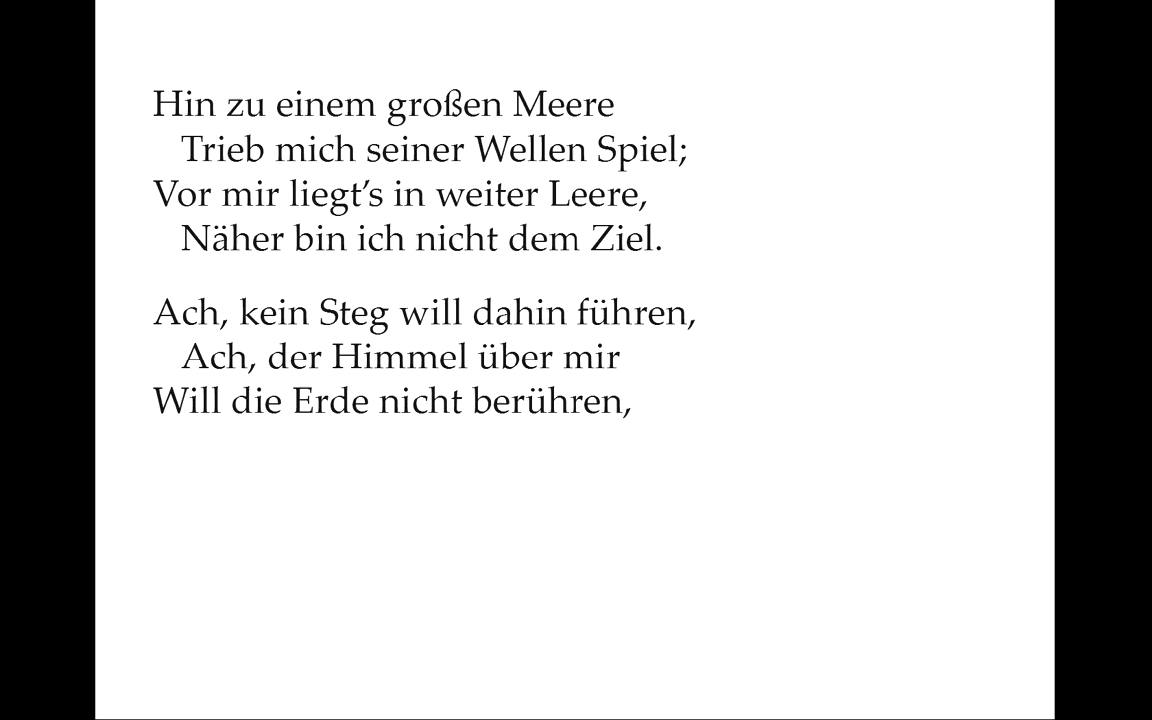 Hin zu einem großen Meere
Trieb mich seiner Wellen Spiel;
Vor mir liegt’s in weiter Leere,
Näher bin ich nicht dem Ziel.
Ach, kein Steg will dahin führen,
Ach, der Himmel über mir
Will die Erde nicht berühren,